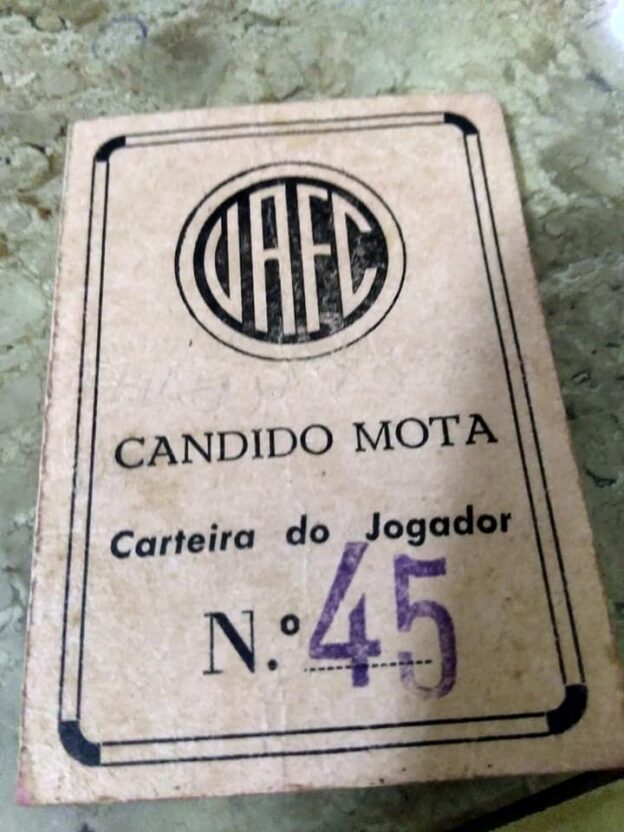 UAFC
CANDIDO MOTA
Carteira do Jogador
N.º 45